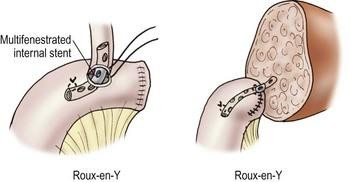 Multifenestrated
internal stent
Roux-en-Y
Roux-en-Y